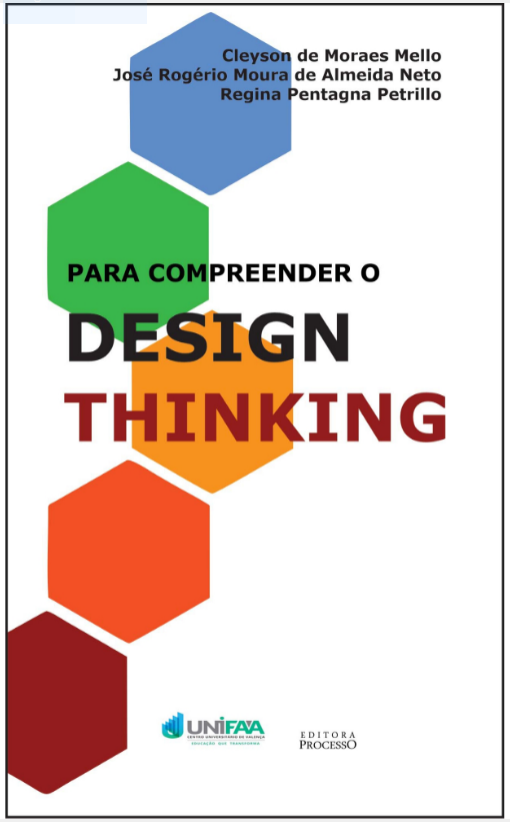 Cleyson de Moraes Mello
José Rogério Moura de Almeida Neto
Regina Pentagna Petrillo
PARA COMPREENDER O
DESIGN
THINKING
UNIFAA
CENTRO UNIVERSITÁRIO DE VALENÇA
EDUCAÇÃO QUE TRANSFORMA
EDITORA
PROCESSO